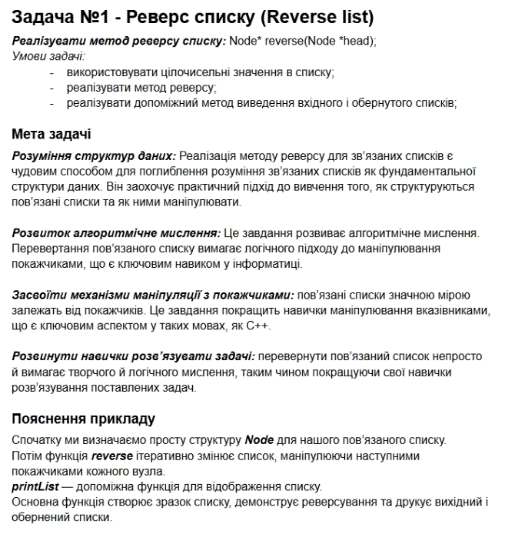 Задача №1 - Реверс списку (Reverse list)
Реалізувати метод реверсу списку: Node* reverse(Node *head);
Умови задачі:
- використовувати цілочисельні значення в списку;
- реалізувати метод реверсу;
- реалізувати допоміжний метод виведення вхідного і обернутого списків;
Мета задачі
Розуміння структур даних: Реалізація методу реверсу для зв’язаних списків є
чудовим способом для поглиблення розуміння зв’язаних списків як фундаментальної
структури даних. Він заохочує практичний підхід до вивчення того, як структуруються
пов’язані списки та як ними маніпулювати.
Розвиток алгоритмічне мислення: Це завдання розвиває алгоритмічне мислення.
Перевертання пов’язаного списку вимагає логічного підходу до маніпулювання
покажчиками, що є ключовим навиком у інформатиці.
Засвоїти механізми маніпуляції з покажчиками: пов’язані списки значною мірою
залежать від покажчиків. Це завдання покращить навички маніпулювання вказівниками,
що є ключовим аспектом у таких мовах, як C++.
Розвинути навички розв’язувати задачі: перевернути пов’язаний список непросто
й вимагає творчого й логічного мислення, таким чином покращуючи свої навички
розв’язування поставлених задач.
Пояснення прикладу
Спочатку ми визначаємо просту структуру Node для нашого пов’язаного списку.
Потім функція reverse ітеративно змінює список, маніпулюючи наступними
покажчиками кожного вузла.
printList — допоміжна функція для відображення списку.
Основна функція створює зразок списку, демонструє реверсування та друкує вихідний і
обернений списки.